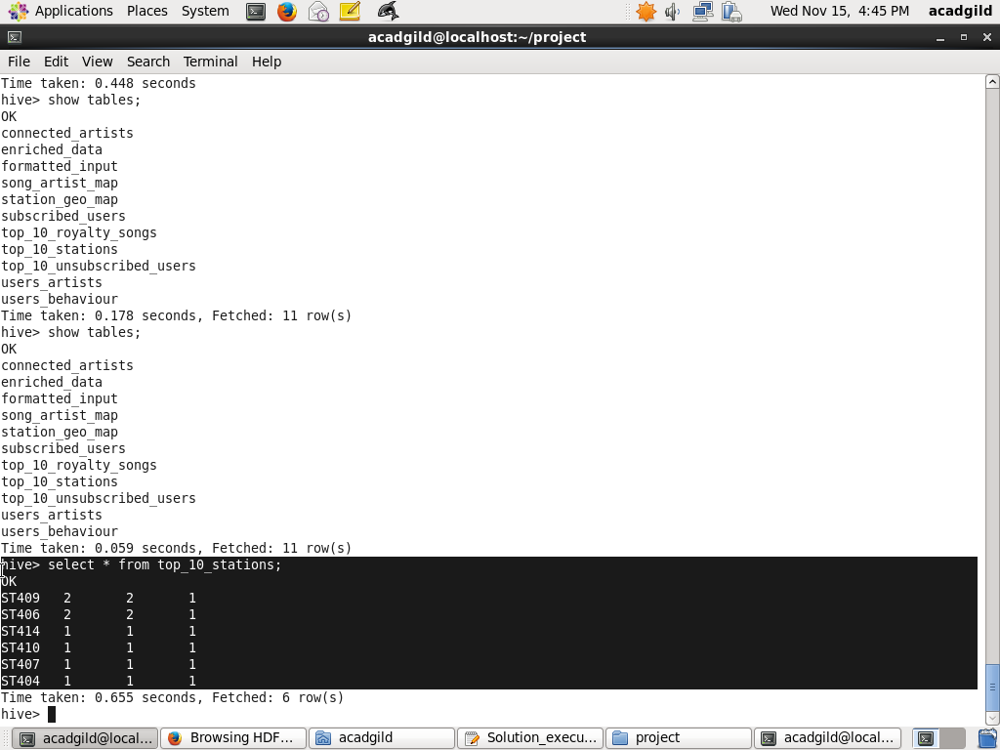 Applications Places System Wed Nov 15, 4:45 PM acadgild
acadgild@localhost:~/project
File Edit View Search Terminal Help
Time taken: 0.448 seconds
hive> show tables;
OK
connected_artists
enriched_data
formatted_input
song_artist_map
station_geo_map
subscribed_users
top_10_royalty_songs
top_10_stations
top_10_unsubscribed_users
users_artists
users_behaviour
Time taken: 0.178 seconds, Fetched: 11 row(s)
hive> show tables;
OK
connected_artists
enriched_data
formatted_input
song_artist_map
station_geo_map
subscribed_users
top_10_royalty_songs
top_10_stations
top_10_unsubscribed_users
users_artists
users_behaviour
Time taken: 0.059 seconds, Fetched: 11 row(s)
hive> select * from top_10_stations;
OK
ST409 2 2 1
ST406 2 2 1
ST414 1 1 1
ST410 1 1 1
ST407 1 1 1
ST404 1 1 1
Time taken: 0.655 seconds, Fetched: 6 row(s)
hive>
acadgild@local... Browsing HDF... acadgild Solution_execu... project acadgild@local...